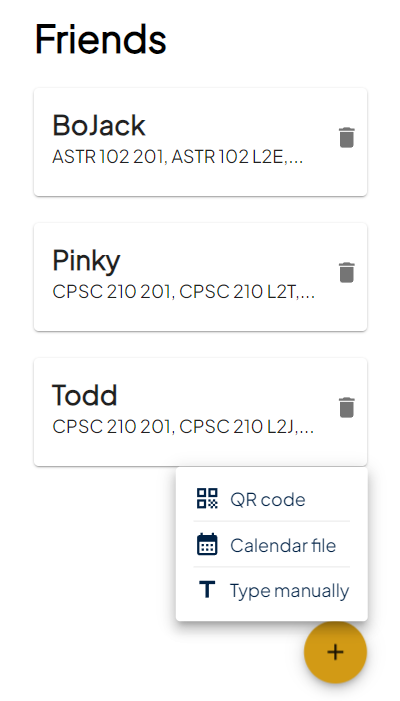 Friends
BoJack
ASTR 102 201, ASTR 102 L2E,...
Pinky
CPSC 210 201, CPSC 210 L2T,...
Todd
CPSC 210 201, CPSC 210 L2J,...
QR code
Calendar file
Type manually